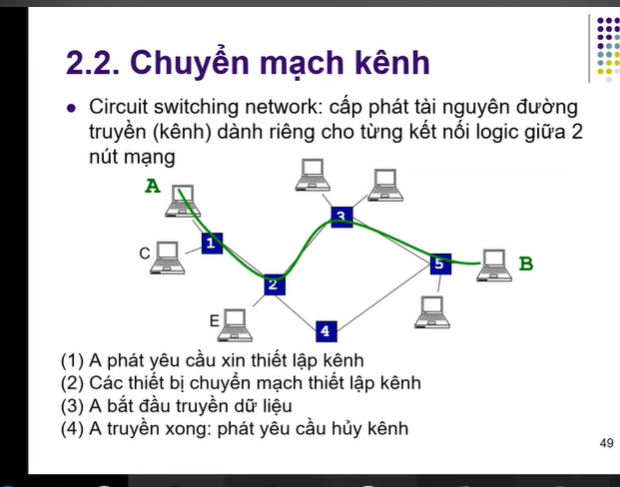 2.2. Chuyển mạch kênh
Circuit switching network: cấp phát tài nguyên đường
truyền (kênh) dành riêng cho từng kết nối logic giữa 2
nút mạng
A
3
C
1
5
B
2
E
4
(1) A phát yêu cầu xin thiết lập kênh
(2) Các thiết bị chuyển mạch thiết lập kênh
(3) A bắt đầu truyền dữ liệu
(4) A truyền xong: phát yêu cầu hủy kênh
49